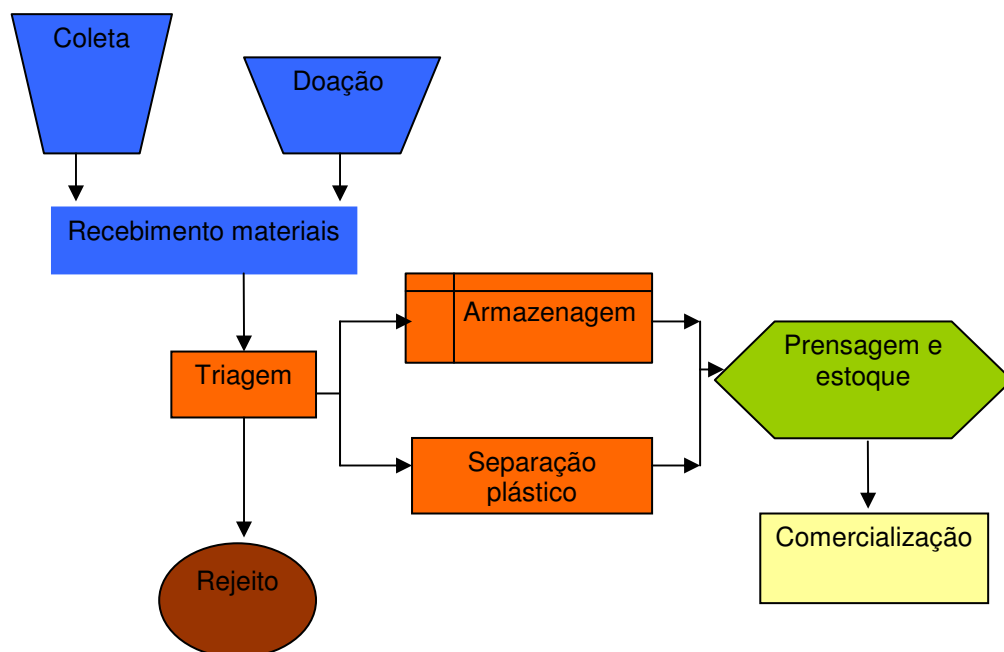 Coleta
Doação
Recebimento materiais
Armazenagem
Triagem
Prensagem e
estoque
Separação
plástico
Comercialização
Rejeito